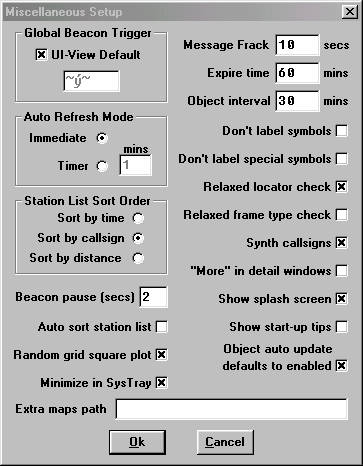 Miscellaneous Setup
Global Beacon Trigger
UI-View Default
~ý~
Auto Refresh Mode
Immediate
mins
Timer 1
Station List Sort Order
Sort by time
Sort by callsign
Sort by distance
Beacon pause (secs) 2
Auto sort station list
Random grid square plot
Minimize in SysTray
Message Frack 10 secs
Expire time 60 mins
Object interval 30 mins
Don't label symbols
Don't label special symbols
Relaxed locator check
Relaxed frame type check
Synth callsigns
"More" in detail windows
Show splash screen
Show start-up tips
Object auto update
defaults to enabled
Extra maps path
Ok
Cancel